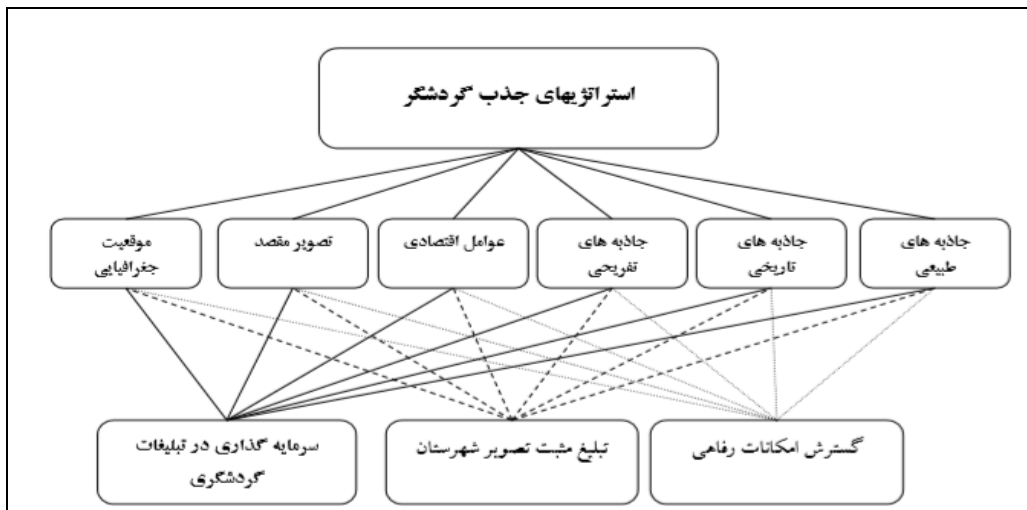 استراتژیهای جذب گردشگر
جاذبه های
طبیعی
جاذبه های
تاریخی
جاذبه های
تفریحی
عوامل اقتصادی
تصویر مقصد
موقعیت
جغرافیایی
گسترش امکانات رفاهی
تبلیغ مثبت تصویر شهرستان
سرمایه گذاری در تبلیغات
گردشگری